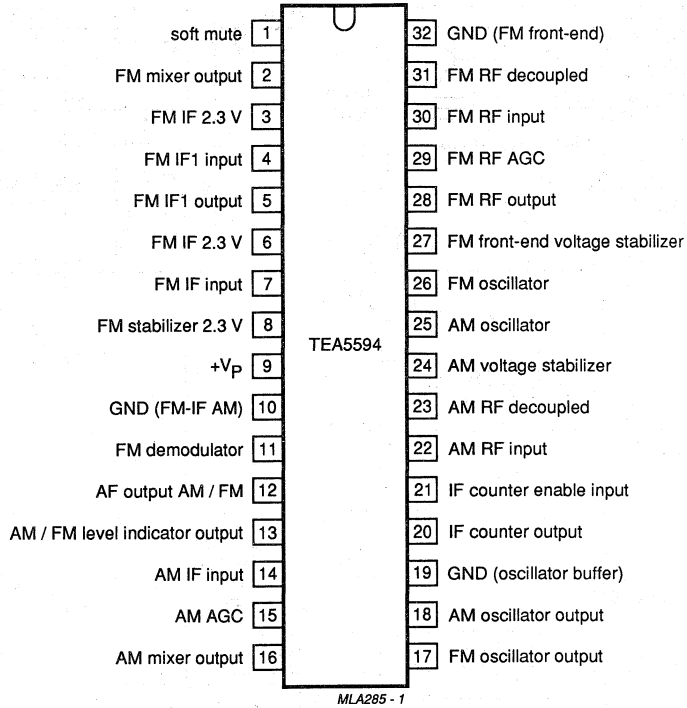 soft mute 1
FM mixer output 2
FM IF 2.3 V 3
FM IF1 input 4
FM IF1 output 5
FM IF 2.3 V 6
FM IF input 7
FM stabilizer 2.3 V 8
+VP 9
GND (FM-IF AM) 10
FM demodulator 11
AF output AM / FM 12
AM / FM level indicator output 13
AM IF input 14
AM AGC 15
AM mixer output 16
TEA5594
32 GND (FM front-end)
31 FM RF decoupled
30 FM RF input
29 FM RF AGC
28 FM RF output
27 FM front-end voltage stabilizer
26 FM oscillator
25 AM oscillator
24 AM voltage stabilizer
23 AM RF decoupled
22 AM RF input
21 IF counter enable input
20 IF counter output
19 GND (oscillator buffer)
18 AM oscillator output
17 FM oscillator output
MLA285 - 1